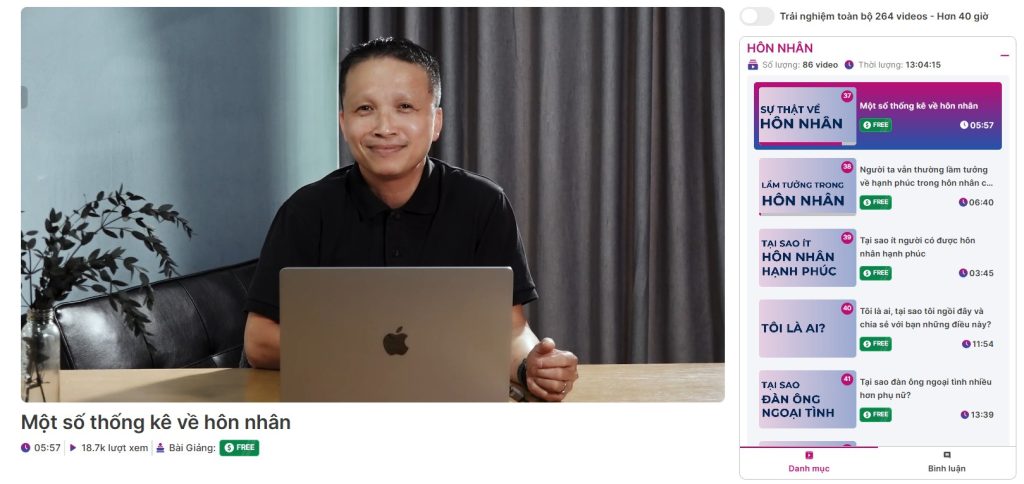 Trải nghiệm toàn bộ 264 videos - Hơn 40 giờ
HÔN NHÂN
Số lượng: 86 video Thời lượng: 13:04:15
37
SỰ THẬT VỀ
HÔN NHÂN
Một số thống kê về hôn nhân
FREE 05:57
38
LẦM TƯỞNG TRONG
HÔN NHÂN
Người ta vẫn thường lầm tưởng
về hạnh phúc trong hôn nhân c...
FREE 06:40
39
TẠI SAO ÍT
HÔN NHÂN
HẠNH PHÚC
Tại sao ít người có được hôn
nhân hạnh phúc
FREE 03:45
40
TÔI LÀ AI?
Tôi là ai, tại sao tôi ngồi đây và
chia sẻ với bạn những điều này?
FREE 11:54
41
TẠI SAO
ĐÀN ÔNG
NGOẠI TÌNH
Tại sao đàn ông ngoại tình nhiều
hơn phụ nữ?
FREE 13:39
Danh mục Bình luận
Một số thống kê về hôn nhân
05:57 18.7k lượt xem Bài Giảng: FREE